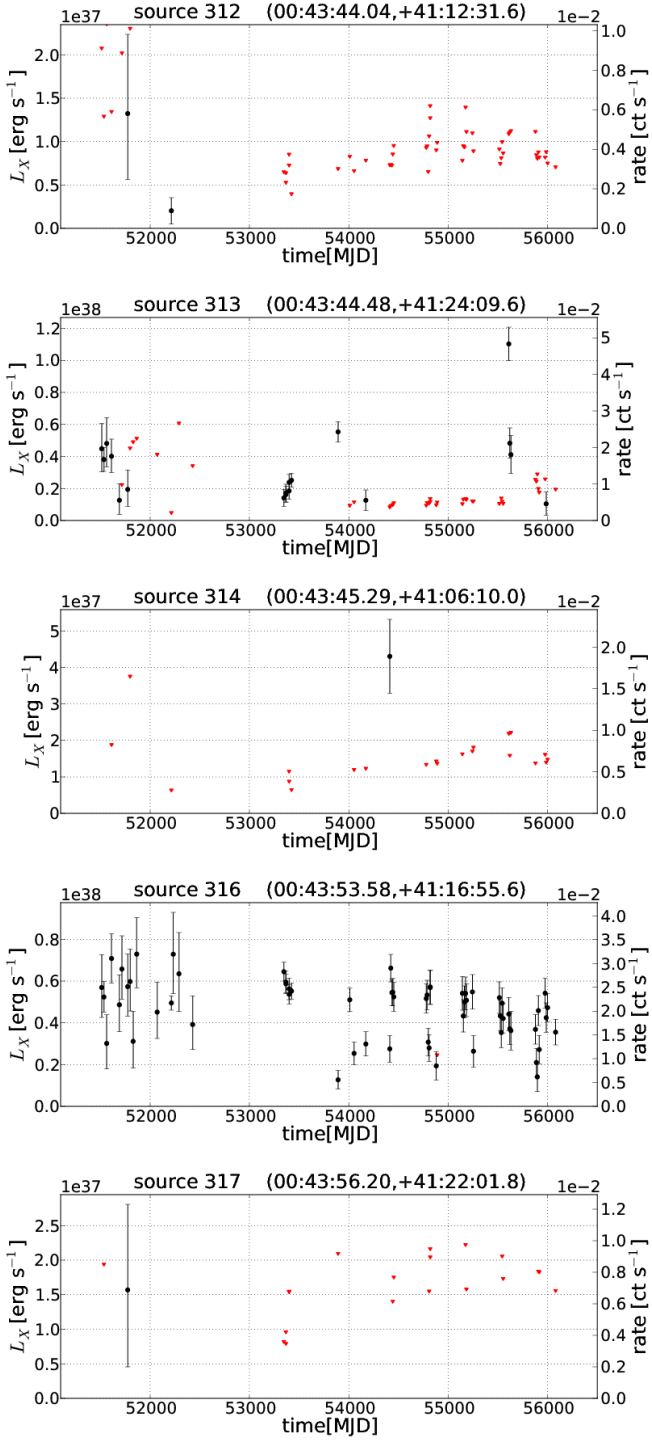 source 312 (00:43:44.04,+41:12:31.6)
1e37
1e-2
2.0
1.5
1.0
0.5
0.0
L_X [erg s⁻¹]
1.0
0.8
0.6
0.4
0.2
0.0
rate [ct s⁻¹]
52000 53000 54000 55000 56000
time[MJD]
source 313 (00:43:44.48,+41:24:09.6)
1e38
1e-2
1.2
1.0
0.8
0.6
0.4
0.2
0.0
L_X [erg s⁻¹]
5
4
3
2
1
0
rate [ct s⁻¹]
52000 53000 54000 55000 56000
time[MJD]
source 314 (00:43:45.29,+41:06:10.0)
1e37
1e-2
5
4
3
2
1
0
L_X [erg s⁻¹]
2.0
1.5
1.0
0.5
0.0
rate [ct s⁻¹]
52000 53000 54000 55000 56000
time[MJD]
source 316 (00:43:53.58,+41:16:55.6)
1e38
1e-2
0.8
0.6
0.4
0.2
0.0
L_X [erg s⁻¹]
4.0
3.5
3.0
2.5
2.0
1.5
1.0
0.5
0.0
rate [ct s⁻¹]
52000 53000 54000 55000 56000
time[MJD]
source 317 (00:43:56.20,+41:22:01.8)
1e37
1e-2
2.5
2.0
1.5
1.0
0.5
0.0
L_X [erg s⁻¹]
1.2
1.0
0.8
0.6
0.4
0.2
0.0
rate [ct s⁻¹]
52000 53000 54000 55000 56000
time[MJD]